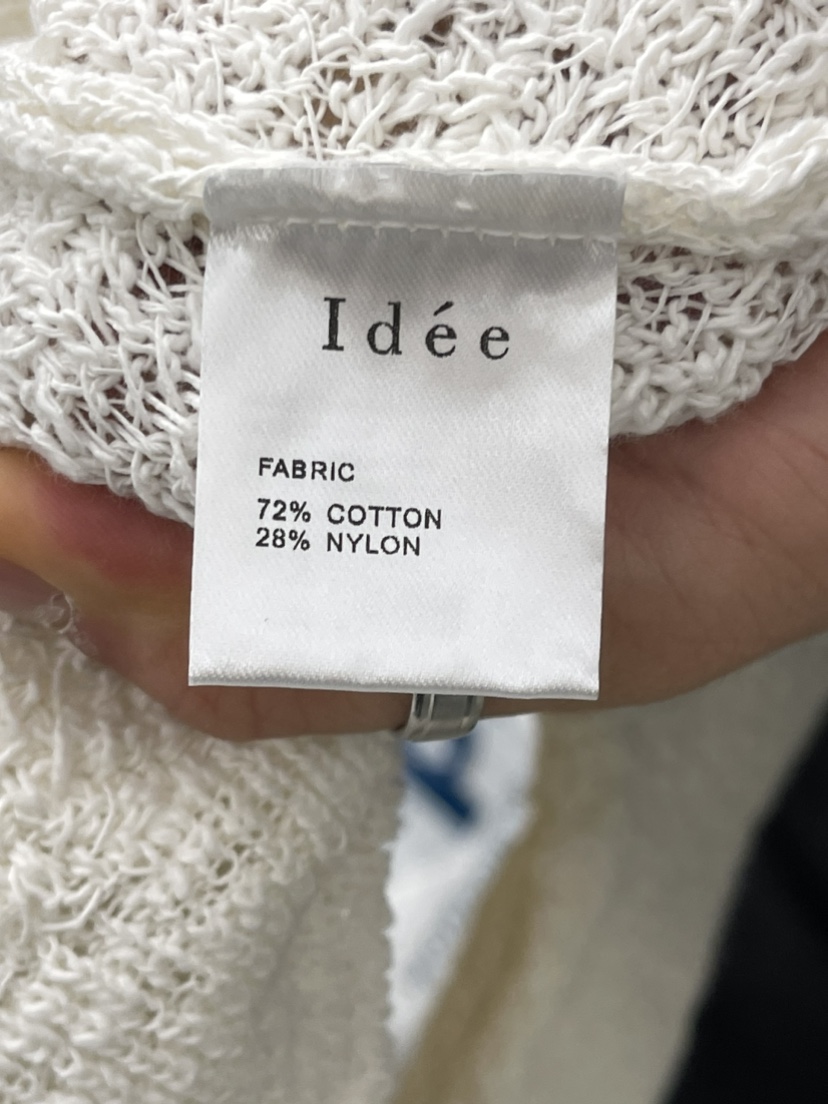 Idée
FABRIC
72% COTTON
28% NYLON